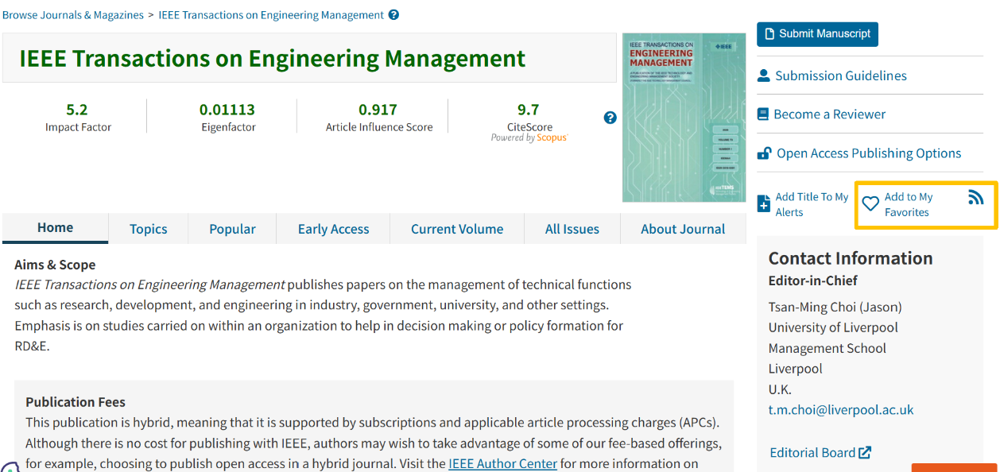 Browse Journals & Magazines > IEEE Transactions on Engineering Management
IEEE Transactions on Engineering Management
5.2
Impact Factor
0.01113
Eigenfactor
0.917
Article Influence Score
9.7
CiteScore
Powered by Scopus
IEEE TRANSACTIONS ON
ENGINEERING
MANAGEMENT
IEEE
Submit Manuscript
Submission Guidelines
Become a Reviewer
Open Access Publishing Options
Add Title To My
Alerts
Add to My
Favorites
Home
Topics
Popular
Early Access
Current Volume
All Issues
About Journal
Aims & Scope
IEEE Transactions on Engineering Management publishes papers on the management of technical functions
such as research, development, and engineering in industry, government, university, and other settings.
Emphasis is on studies carried on within an organization to help in decision making or policy formation for
RD&E.
Publication Fees
This publication is hybrid, meaning that it is supported by subscriptions and applicable article processing charges (APCs).
Although there is no cost for publishing with IEEE, authors may wish to take advantage of some of our fee-based offerings,
for example, choosing to publish open access in a hybrid journal. Visit the IEEE Author Center for more information on
Contact Information
Editor-in-Chief
Tsan-Ming Choi (Jason)
University of Liverpool
Management School
Liverpool
U.K.
t.m.choi@liverpool.ac.uk
Editorial Board